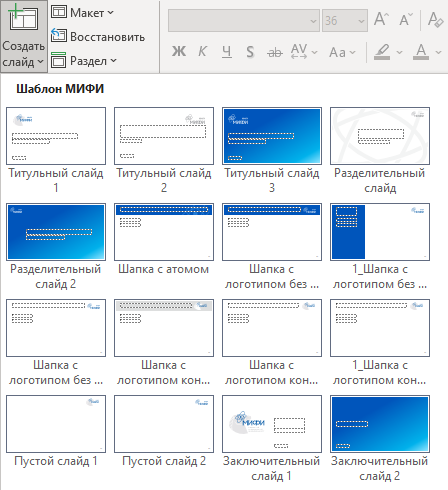 Создать слайд
Макет
Восстановить
Раздел
36
Ж К Ч S ab AV Aa
Шаблон МИФИ
Титульный слайд 1
Титульный слайд 2
Титульный слайд 3
Разделительный слайд
Разделительный слайд 2
Шапка с атомом
Шапка с логотипом без ...
1_Шапка с логотипом без ...
Шапка с логотипом без ...
Шапка с логотипом кон...
Шапка с логотипом кон...
1_Шапка с логотипом кон...
Пустой слайд 1
Пустой слайд 2
МИФИ
Заключительный слайд 1
Заключительный слайд 2